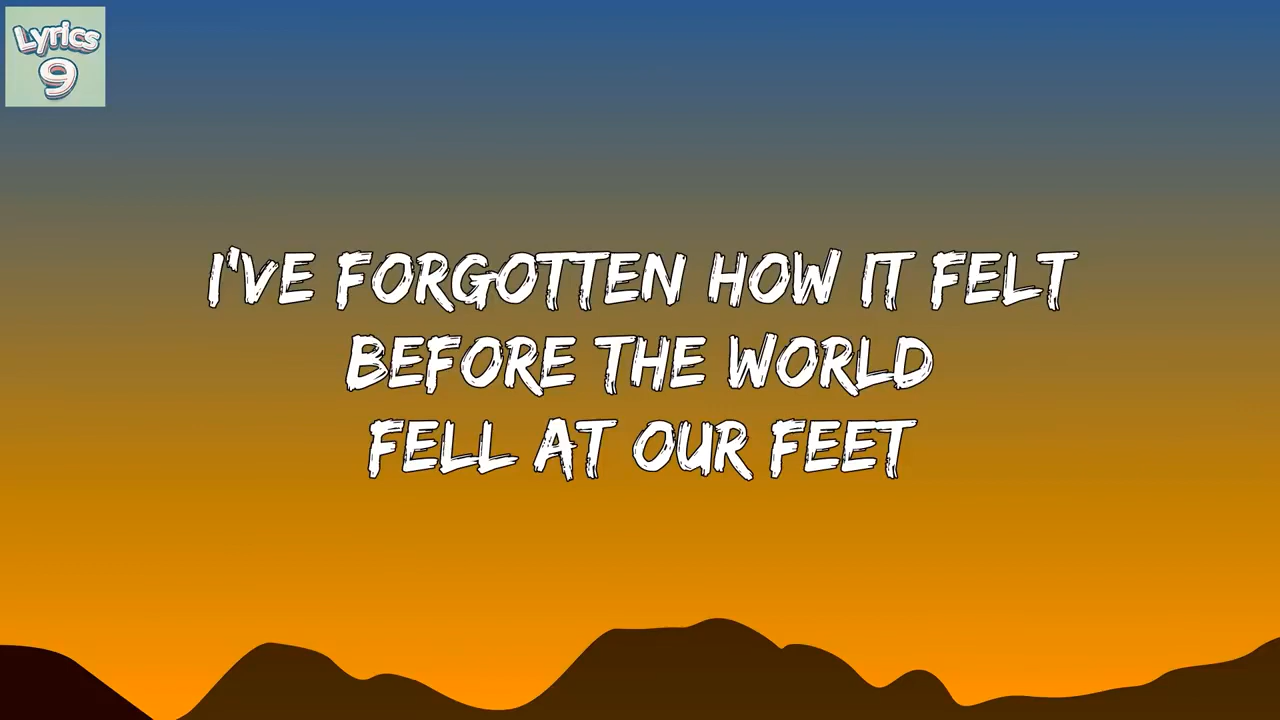 Lyrics
9
I'VE FORGOTTEN HOW IT FELT
BEFORE THE WORLD
FELL AT OUR FEET